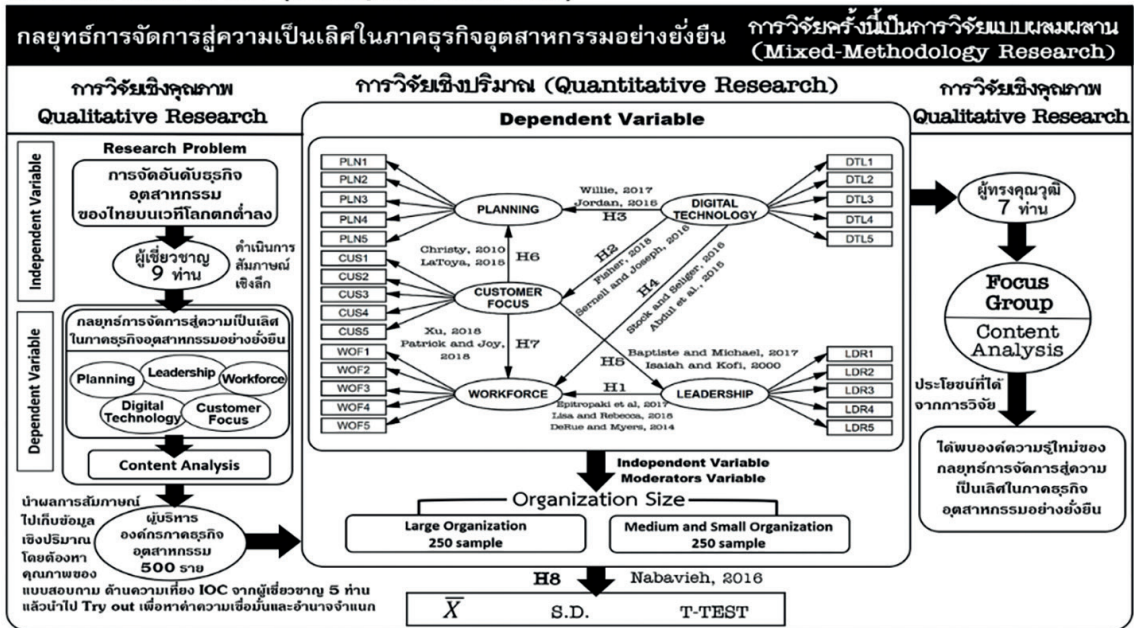 กลยุทธ์การจัดการสู่ความเป็นเลิศในภาคธุรกิจอุตสาหกรรมอย่างยั่งยืน
การวิจัยครั้งนี้เป็นการวิจัยแบบผสมผสาน
(Mixed-Methodology Research)
การวิจัยเชิงคุณภาพ
Qualitative Research
Independent Variable
Dependent Variable
Research Problem
การจัดอันดับธุรกิจ
อุตสาหกรรม
ของไทยบนเวทีโลกตกต่ำลง
ผู้เชี่ยวชาญ
9 ท่าน
ดำเนินการ
สัมภาษณ์
เชิงลึก
กลยุทธ์การจัดการสู่ความเป็นเลิศ
ในภาคธุรกิจอุตสาหกรรมอย่างยั่งยืน
Planning
Leadership
Workforce
Digital
Technology
Customer
Focus
Content Analysis
นำผลการสัมภาษณ์
ไปเก็บข้อมูล
เชิงปริมาณ
โดยต้องหา
คุณภาพของ
แบบสอบถาม ด้านความเที่ยง IOC จากผู้เชี่ยวชาญ 5 ท่าน
แล้วนำไป Try out เพื่อหาค่าความเชื่อมั่นและอำนาจจำแนก
ผู้บริหาร
องค์กรภาคธุรกิจ
อุตสาหกรรม
500 ราย
การวิจัยเชิงปริมาณ (Quantitative Research)
Dependent Variable
PLN1
PLN2
PLN3
PLN4
PLN5
CUS1
CUS2
CUS3
CUS4
CUS5
WOF1
WOF2
WOF3
WOF4
WOF5
PLANNING
CUSTOMER
FOCUS
WORKFORCE
DIGITAL
TECHNOLOGY
LEADERSHIP
DTL1
DTL2
DTL3
DTL4
DTL5
LDR1
LDR2
LDR3
LDR4
LDR5
Willie, 2017
Jordan, 2018
H3
Christy, 2010
LaToya, 2015
H6
H2
Fisher, 2018
Sernell and Joseph, 2016
H4
Stock and Seliger, 2016
Abdul et al., 2015
Xu, 2018
Patrick and Joy,
2018
H7
H5
Baptiste and Michael, 2017
Isaiah and Kofi, 2000
H1
Epitropaki et al, 2017
Lisa and Rebecca, 2018
DeRue and Myers, 2014
Independent Variable
Moderators Variable
Organization Size
Large Organization
250 sample
Medium and Small Organization
250 sample
H8
Nabavieh, 2016
X̅ S.D. T-TEST
การวิจัยเชิงคุณภาพ
Qualitative Research
ผู้ทรงคุณวุฒิ
7 ท่าน
Focus
Group
Content
Analysis
ประโยชน์ที่ได้
จากการวิจัย
ได้พบองค์ความรู้ใหม่ของ
กลยุทธ์การจัดการสู่ความ
เป็นเลิศในภาคธุรกิจ
อุตสาหกรรมอย่างยั่งยืน